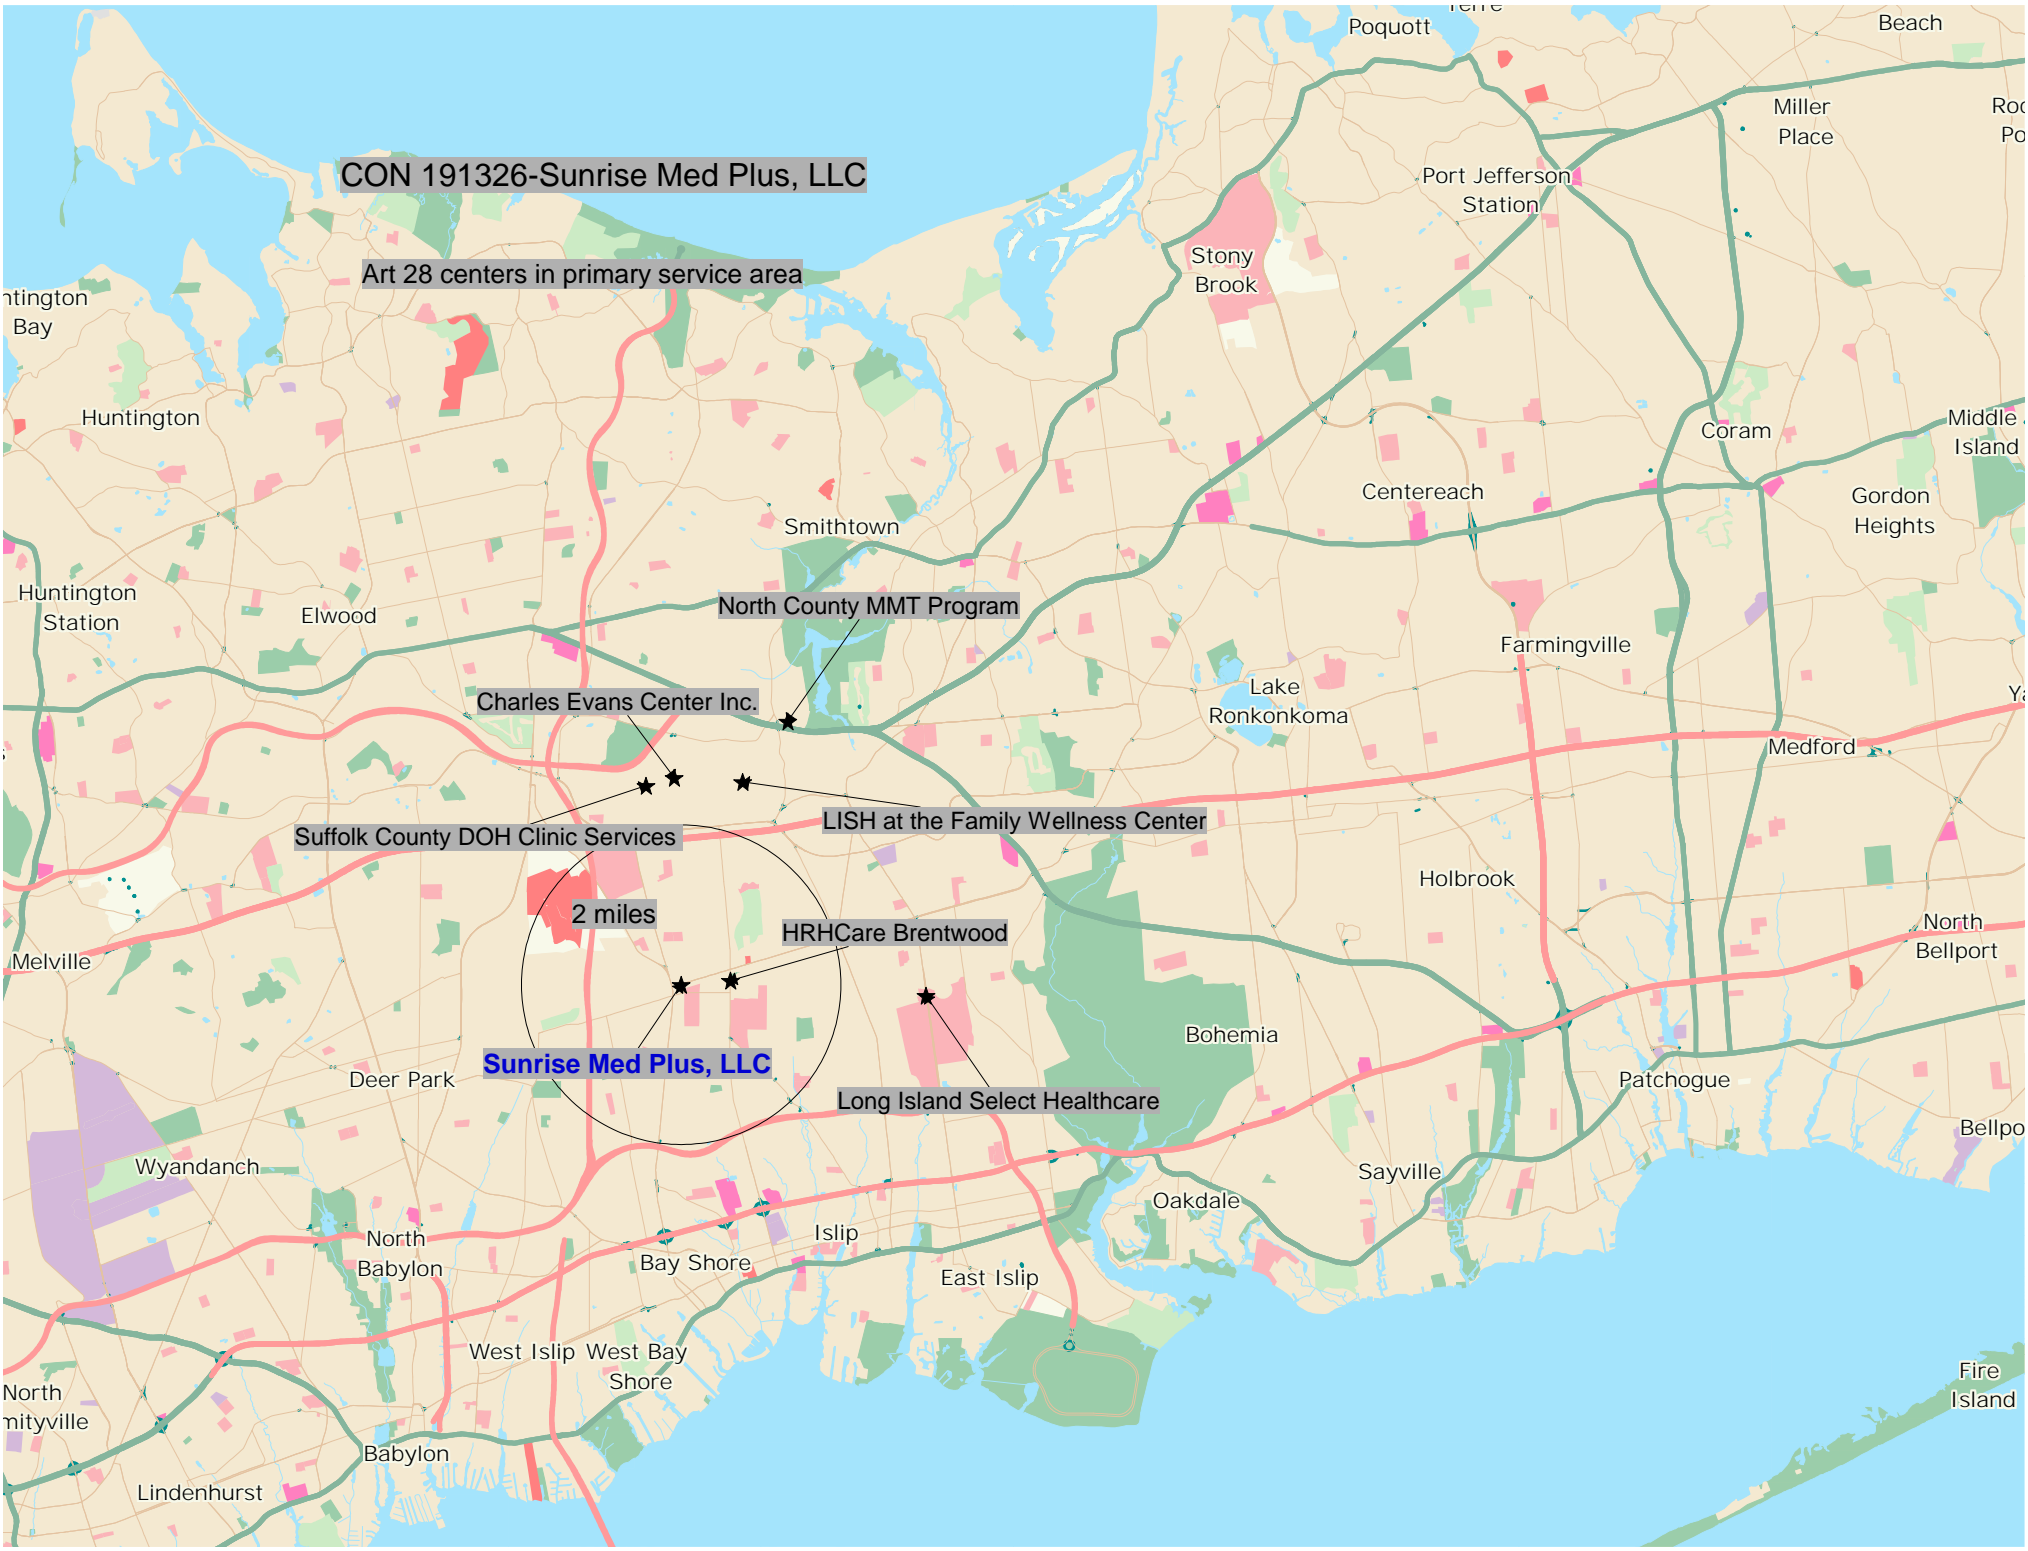 Terre
Poquott
Beach
Miller
Place
CON 191326-Sunrise Med Plus, LLC
Port Jefferson
Station
Art 28 centers in primary service area
Stony
Brook
ntington
Bay
Huntington
Coram
Middle
Island
Centereach
Gordon
Heights
Smithtown
Huntington
Station
Elwood
North County MMT Program
Farmingville
Lake
Ronkonkoma
Charles Evans Center Inc.
Medford
LISH at the Family Wellness Center
Suffolk County DOH Clinic Services
Holbrook
2 miles
HRHCare Brentwood
North
Bellport
Melville
Bohemia
Sunrise Med Plus, LLC
Deer Park
Patchogue
Long Island Select Healthcare
Bellpo
Wyandanch
Sayville
Oakdale
North
Babylon
Islip
Bay Shore
East Islip
West Islip
West Bay
Shore
Fire
Island
North
mityville
Babylon
Lindenhurst